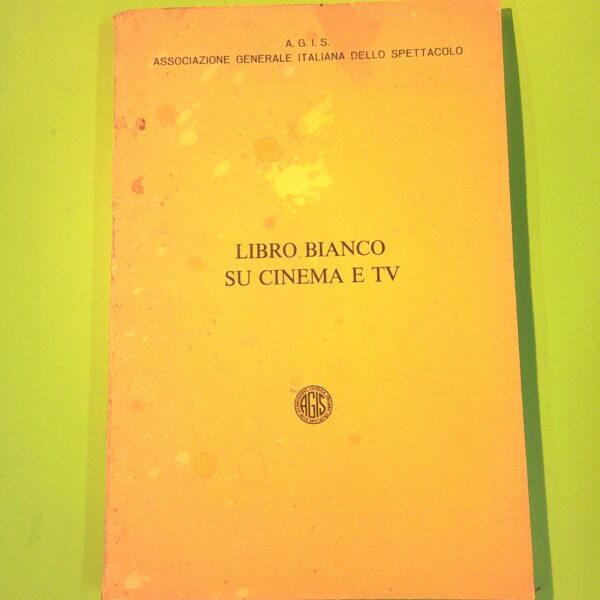 A. G. I. S.
ASSOCIAZIONE GENERALE ITALIANA DELLO SPETTACOLO
LIBRO BIANCO
SU CINEMA E TV
AGIS